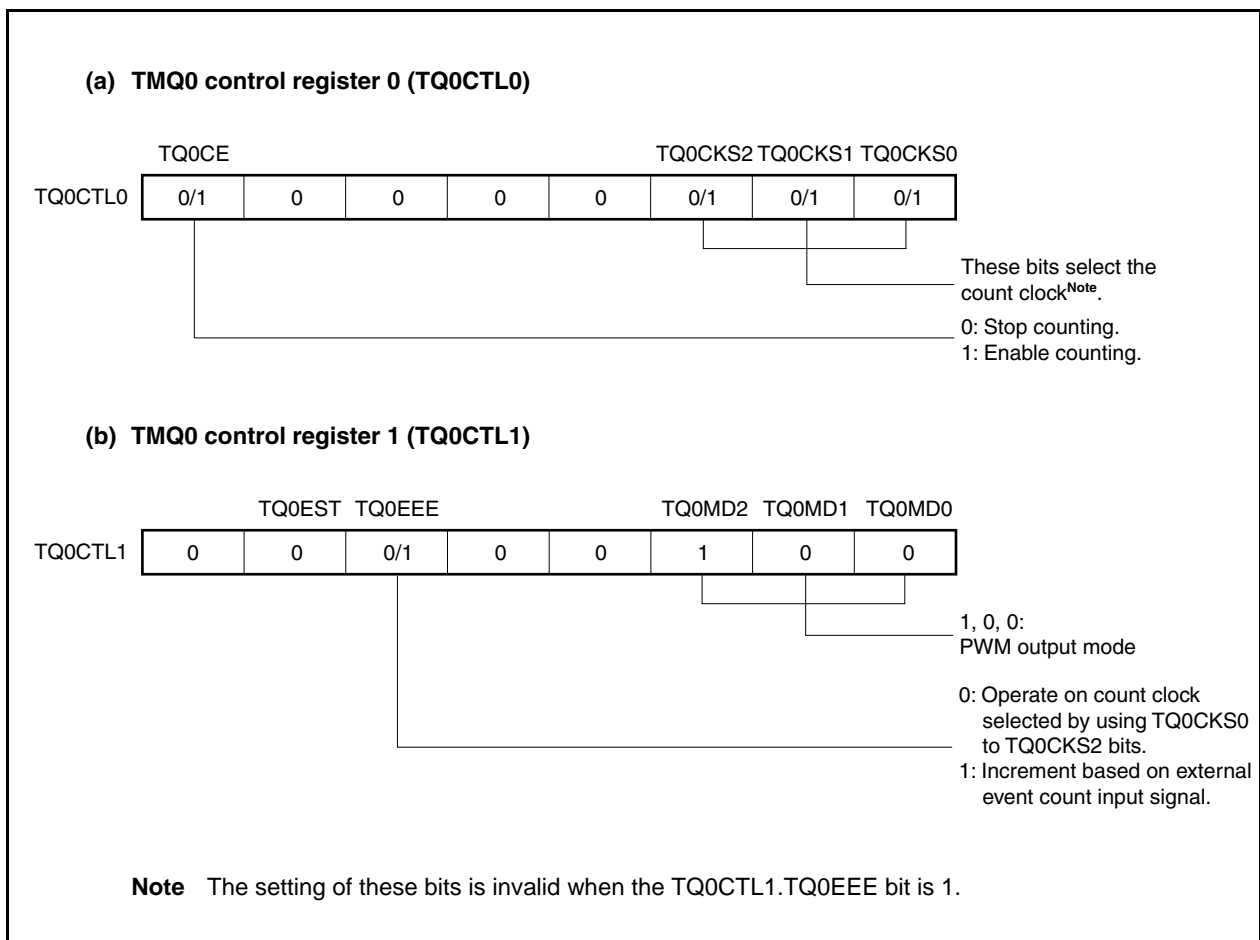 (a) TMQ0 control register 0 (TQ0CTL0)
TQ0CE TQ0CKS2 TQ0CKS1 TQ0CKS0
TQ0CTL0 0/1 0 0 0 0 0/1 0/1 0/1
These bits select the
count clockNote.
0: Stop counting.
1: Enable counting.
(b) TMQ0 control register 1 (TQ0CTL1)
TQ0EST TQ0EEE TQ0MD2 TQ0MD1 TQ0MD0
TQ0CTL1 0 0 0/1 0 0 1 0 0
1, 0, 0:
PWM output mode
0: Operate on count clock
selected by using TQ0CKS0
to TQ0CKS2 bits.
1: Increment based on external
event count input signal.
Note The setting of these bits is invalid when the TQ0CTL1.TQ0EEE bit is 1.